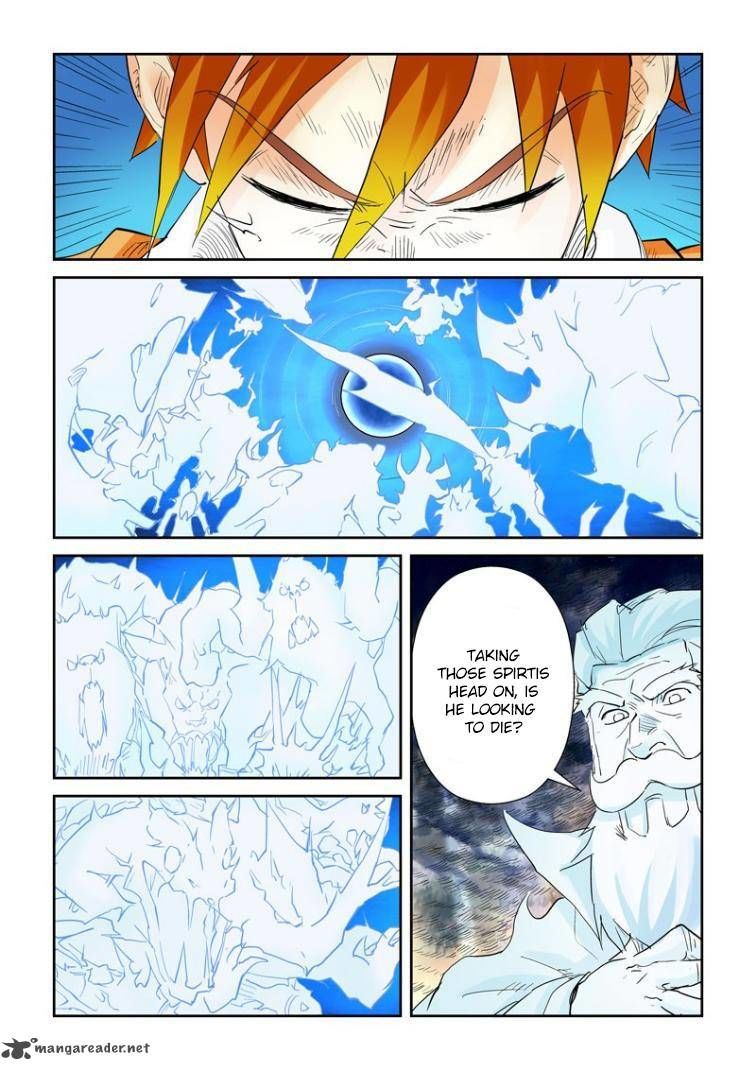 TAKING
THOSE SPIRTIS
HEAD ON, IS
HE LOOKING
TO DIE?
mangareader.net